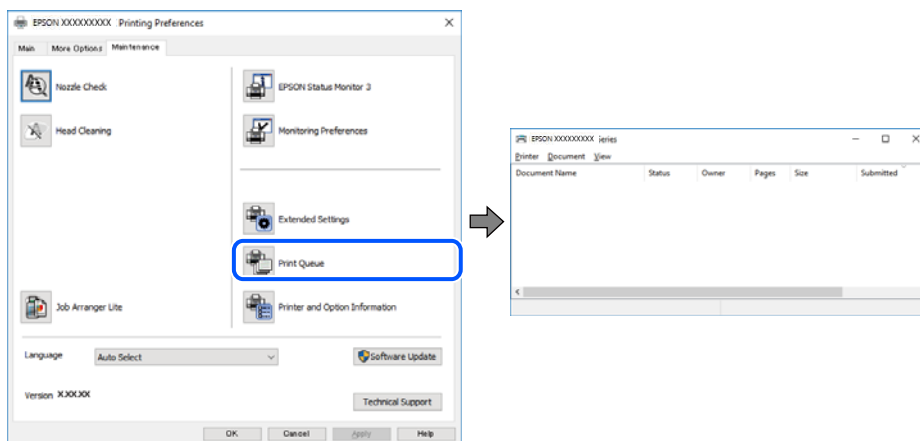 EPSON XXXXXXXXX Printing Preferences
Main More Options Maintenance
Nozzle Check
EPSON Status Monitor 3
Head Cleaning
Monitoring Preferences
Extended Settings
Print Queue
Job Arranger Lite
Printer and Option Information
Language Auto Select
Software Update
Version X.XX.XX
Technical Support
OK Cancel Apply Help
EPSON XXXXXXXXX ieries
Printer Document View
Document Name Status Owner Pages Size Submitted